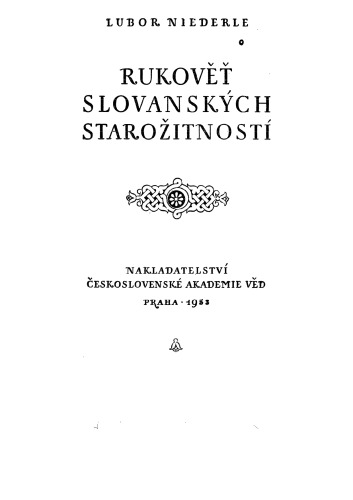 LUBOR NIEDERLE
RUKOVĚŤ
SLOVANSKÝCH
STAROŽITNOSTÍ
NAKLADATELSTVÍ
ČESKOSLOVENSKÉ AKADEMIE VĚD
PRAHA · 1953